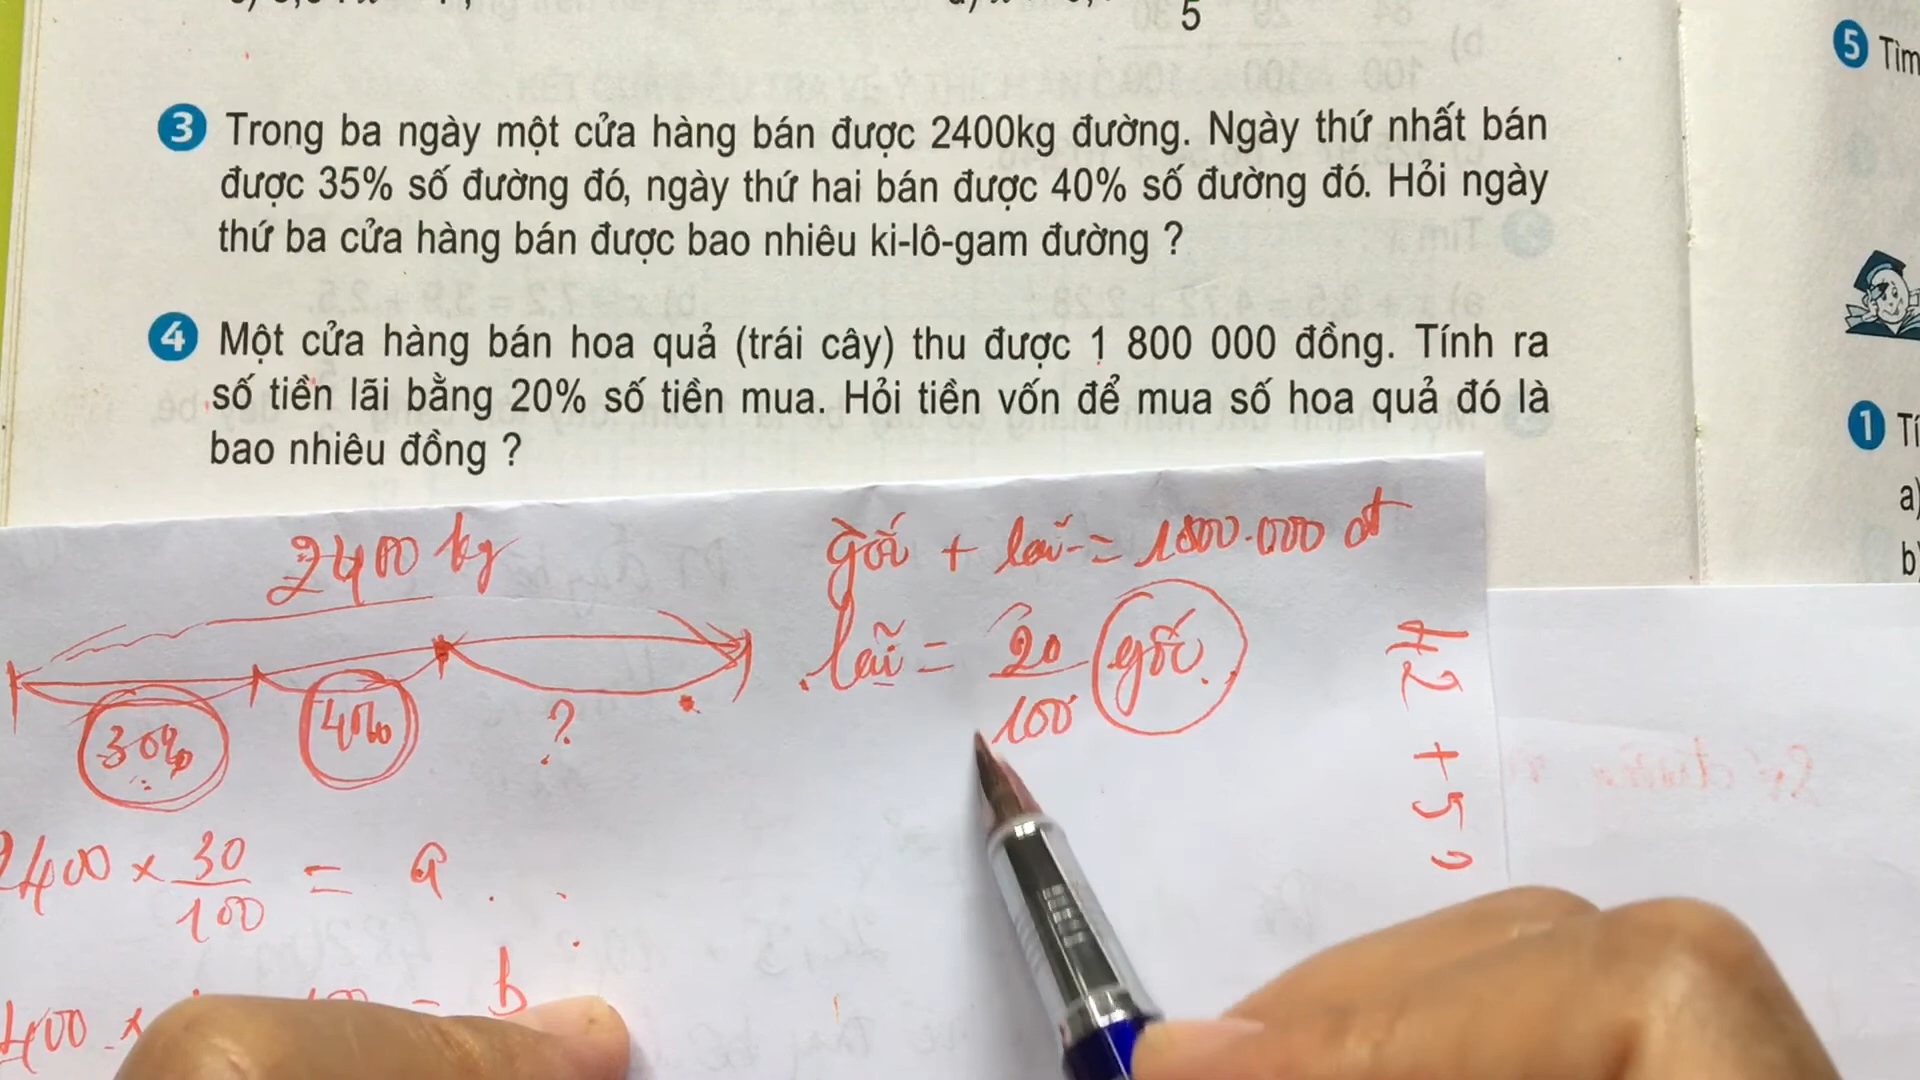 5
3 Trong ba ngày một cửa hàng bán được 2400kg đường. Ngày thứ nhất bán
được 35% số đường đó, ngày thứ hai bán được 40% số đường đó. Hỏi ngày
thứ ba cửa hàng bán được bao nhiêu ki-lô-gam đường ?
4 Một cửa hàng bán hoa quả (trái cây) thu được 1 800 000 đồng. Tính ra
số tiền lãi bằng 20% số tiền mua. Hỏi tiền vốn để mua số hoa quả đó là
bao nhiêu đồng ?
5 Tìm
1
a)
b)
2400 kg
30% 40% ?
2400 × 30/100 = a
400 ×
= b
gốc + lãi = 1800.000 đ
lãi = 20/100 gốc